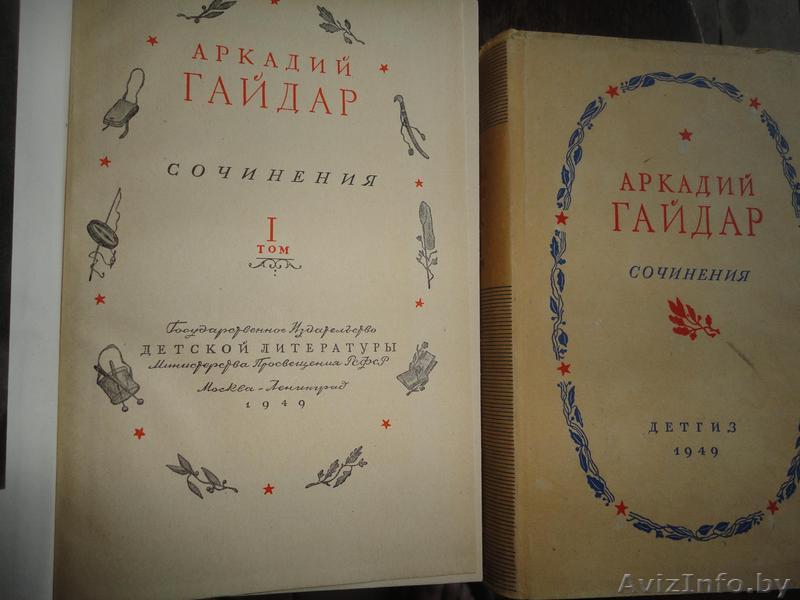 АРКАДИЙ
ГАЙДАР
СОЧИНЕНИЯ
I
ТОМ
Государственное Издательство
ДЕТСКОЙ ЛИТЕРАТУРЫ
Министерства Просвещения РСФСР
Москва-Ленинград
1949
АРКАДИЙ
ГАЙДАР
СОЧИНЕНИЯ
ДЕТГИЗ
1949
AvizInfo.by